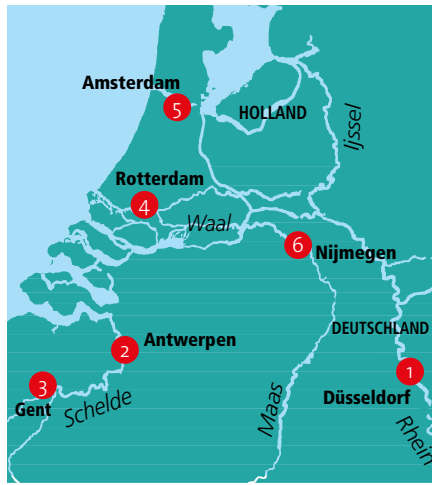 Amsterdam
5
HOLLAND
Ijssel
Rotterdam
4
Waal
6
Nijmegen
DEUTSCHLAND
Antwerpen
2
1
3
Gent
Schelde
Maas
Düsseldorf
Rhein